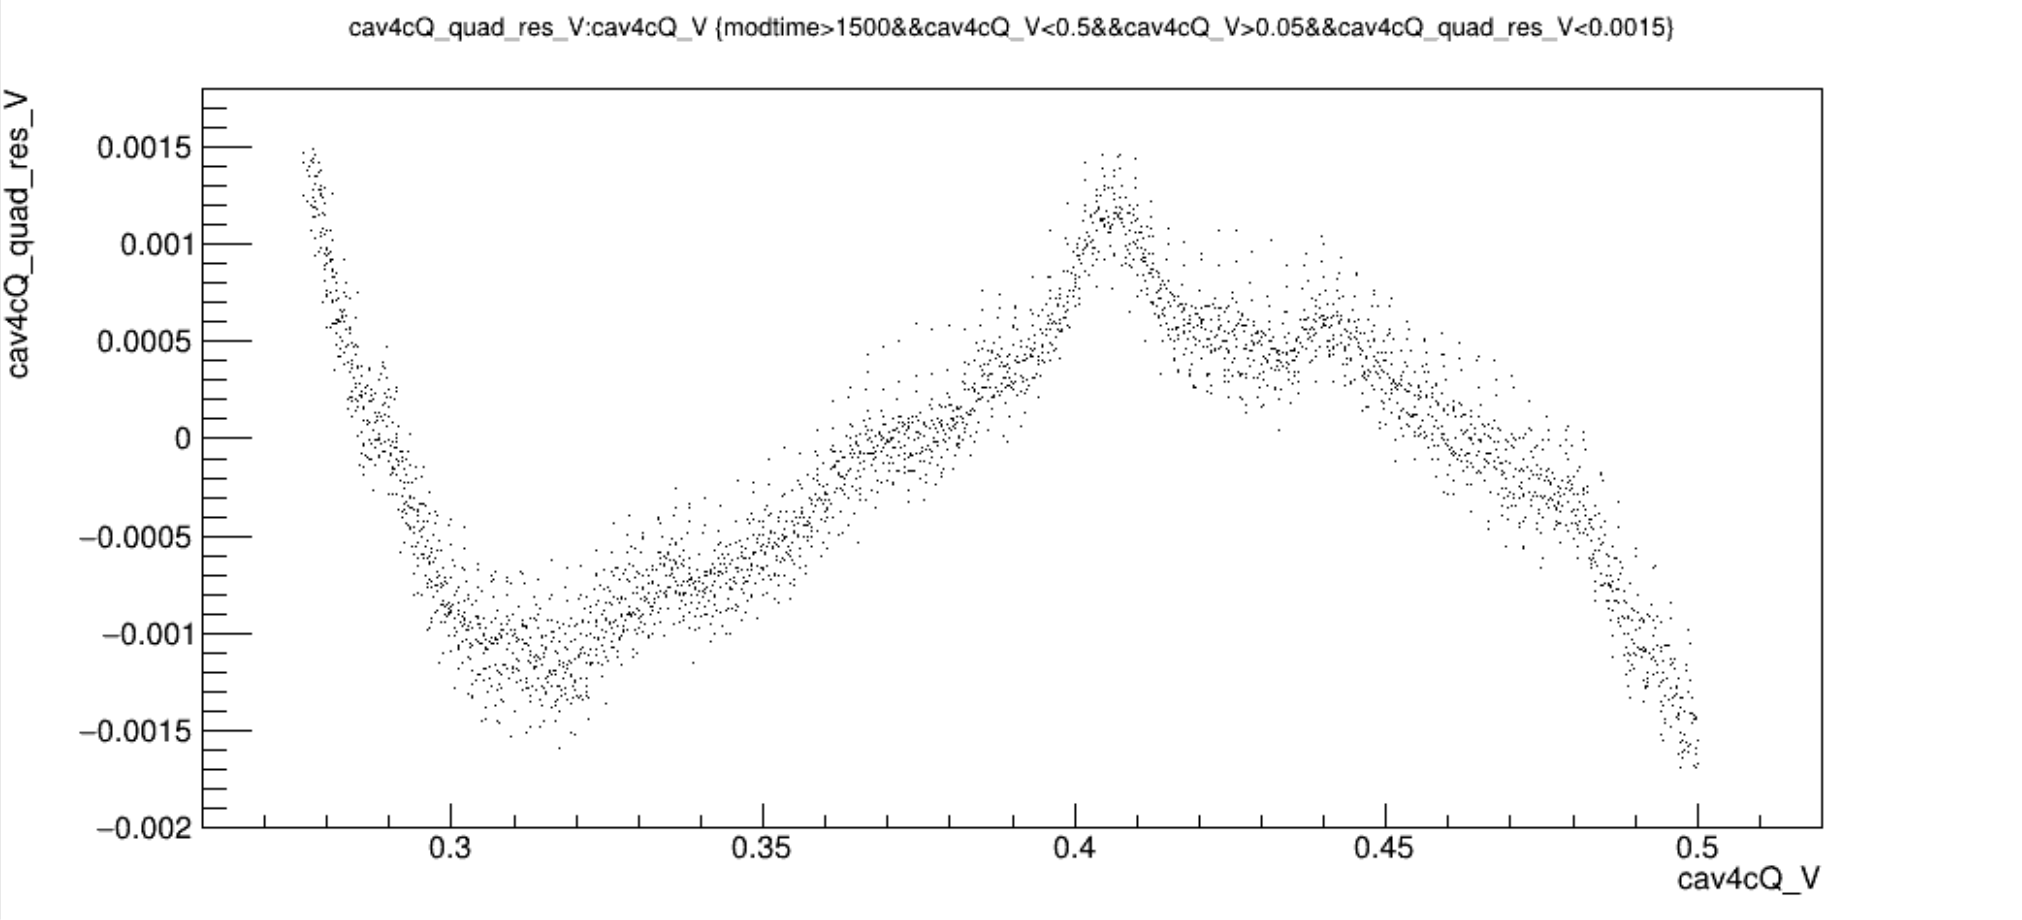 cav4cQ_quad_res_V:cav4cQ_V {modtime>1500&&cav4cQ_V<0.5&&cav4cQ_V>0.05&&cav4cQ_quad_res_V<0.0015}
cav4cQ_quad_res_V
0.0015
0.001
0.0005
0
−0.0005
−0.001
−0.0015
−0.002
0.3 0.35 0.4 0.45 0.5
cav4cQ_V